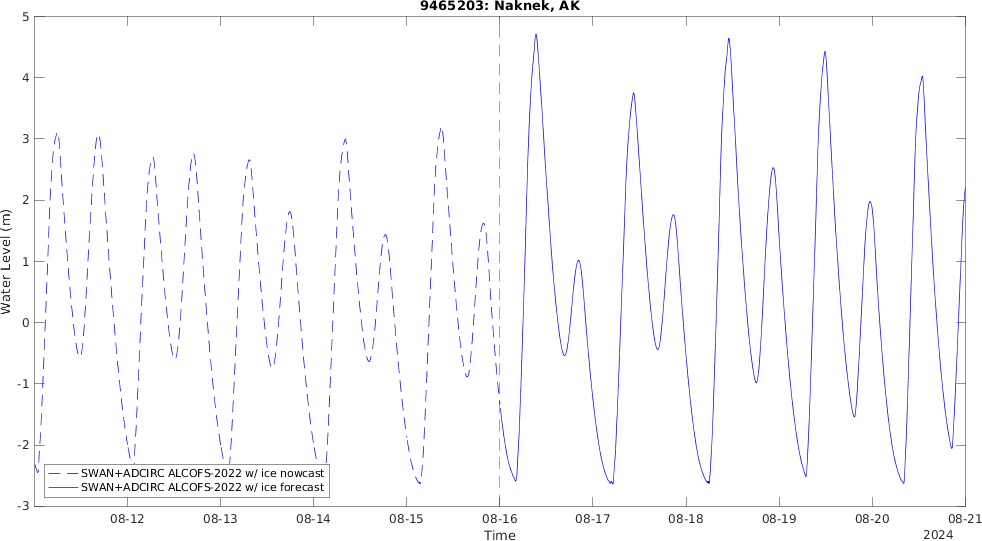 9465203: Naknek, AK
5
4
3
2
1
0
-1
-2
-3
Water Level (m)
SWAN+ADCIRC ALCOFS-2022 w/ ice nowcast
SWAN+ADCIRC ALCOFS-2022 w/ ice forecast
08-12 08-13 08-14 08-15 08-16 08-17 08-18 08-19 08-20 08-21
Time
2024